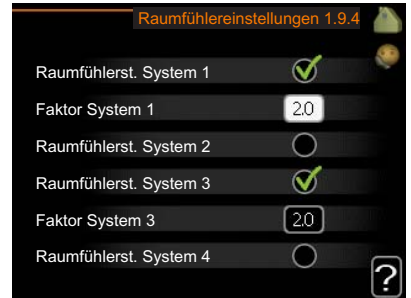 Raumfühlereinstellungen 1.9.4
Raumfühlerst. System 1
Faktor System 1 2.0
Raumfühlerst. System 2
Raumfühlerst. System 3
Faktor System 3 2.0
Raumfühlerst. System 4
?